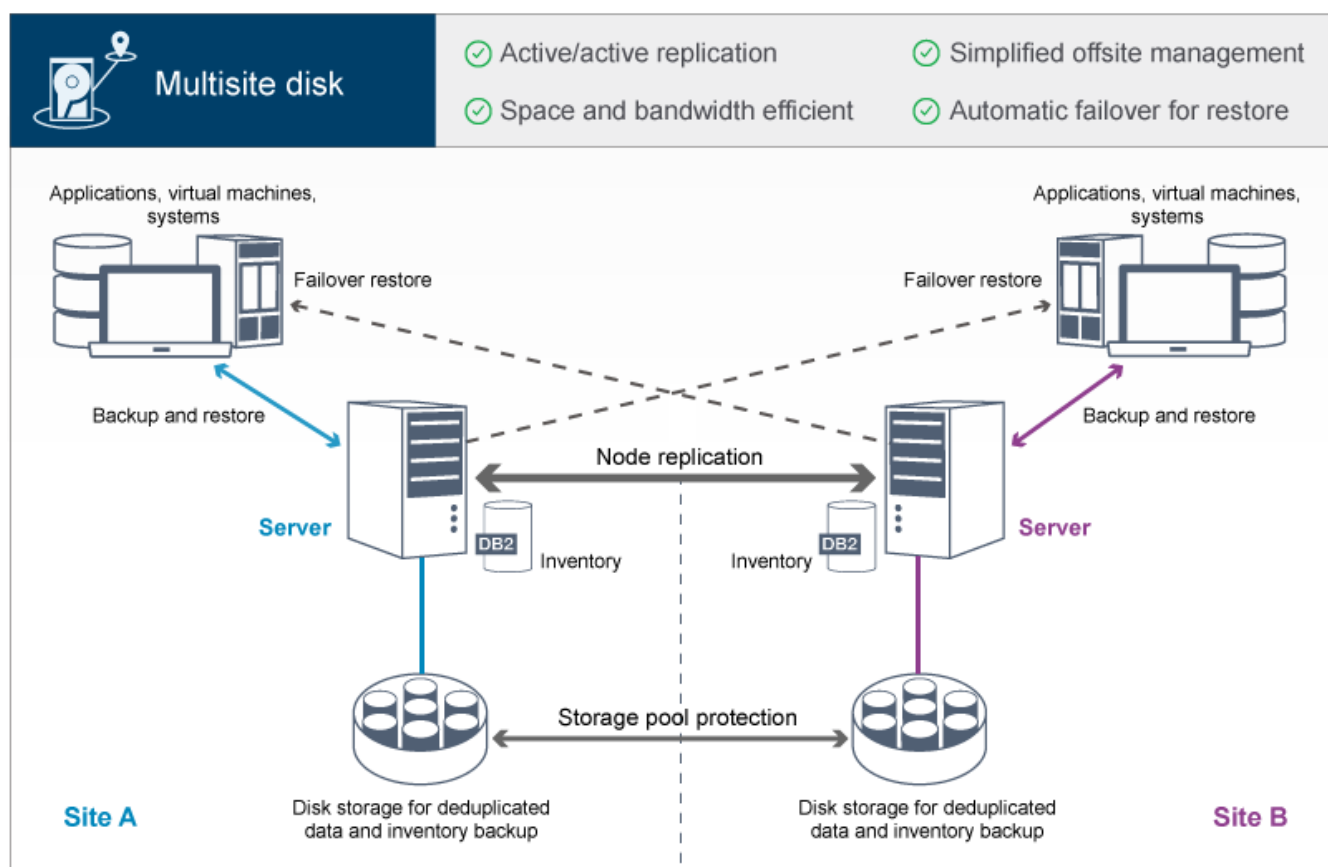 Multisite disk
Active/active replication
Simplified offsite management
Space and bandwidth efficient
Automatic failover for restore
Applications, virtual machines,
systems
Applications, virtual machines,
systems
Failover restore
Failover restore
Backup and restore
Backup and restore
Node replication
Server
Server
DB2
Inventory
Inventory
DB2
Storage pool protection
Disk storage for deduplicated
data and inventory backup
Disk storage for deduplicated
data and inventory backup
Site A
Site B